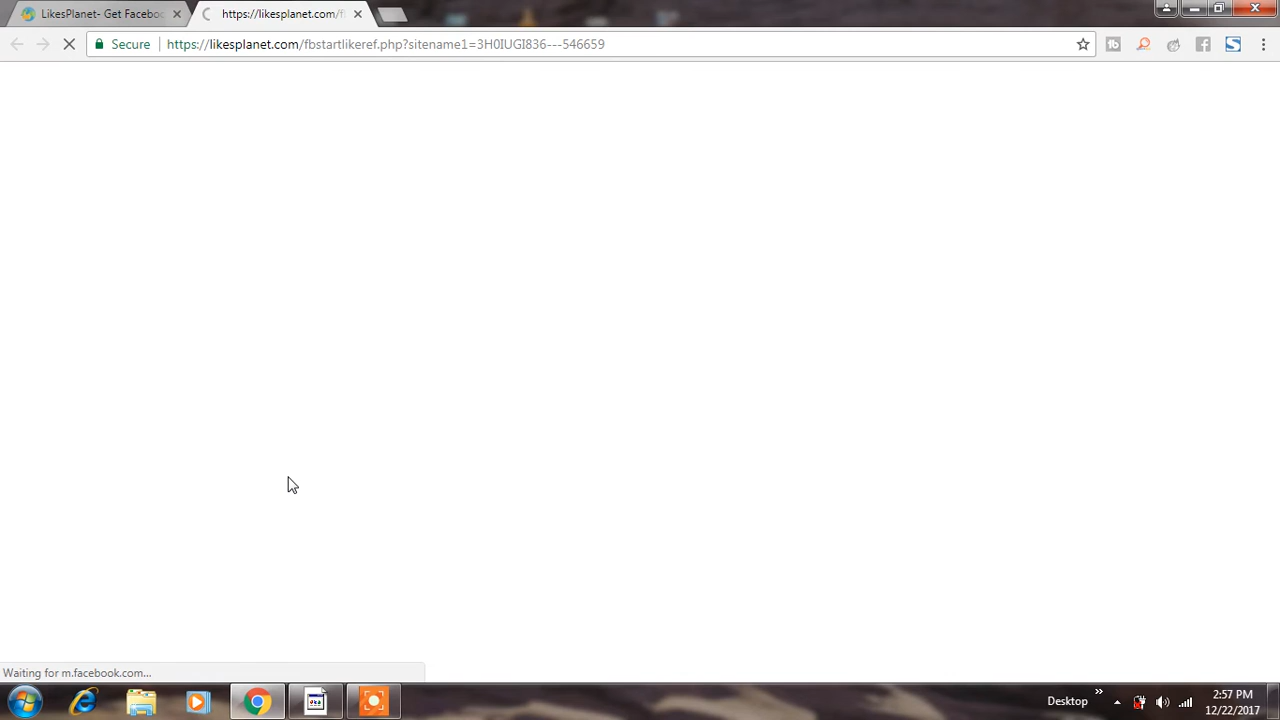 LikesPlanet- Get Faceboo
https://likesplanet.com/f
Secure
https://likesplanet.com/fbstartlikeref.php?sitename1=3H0IUGI836---546659
Waiting for m.facebook.com...
Desktop
2:57 PM
12/22/2017